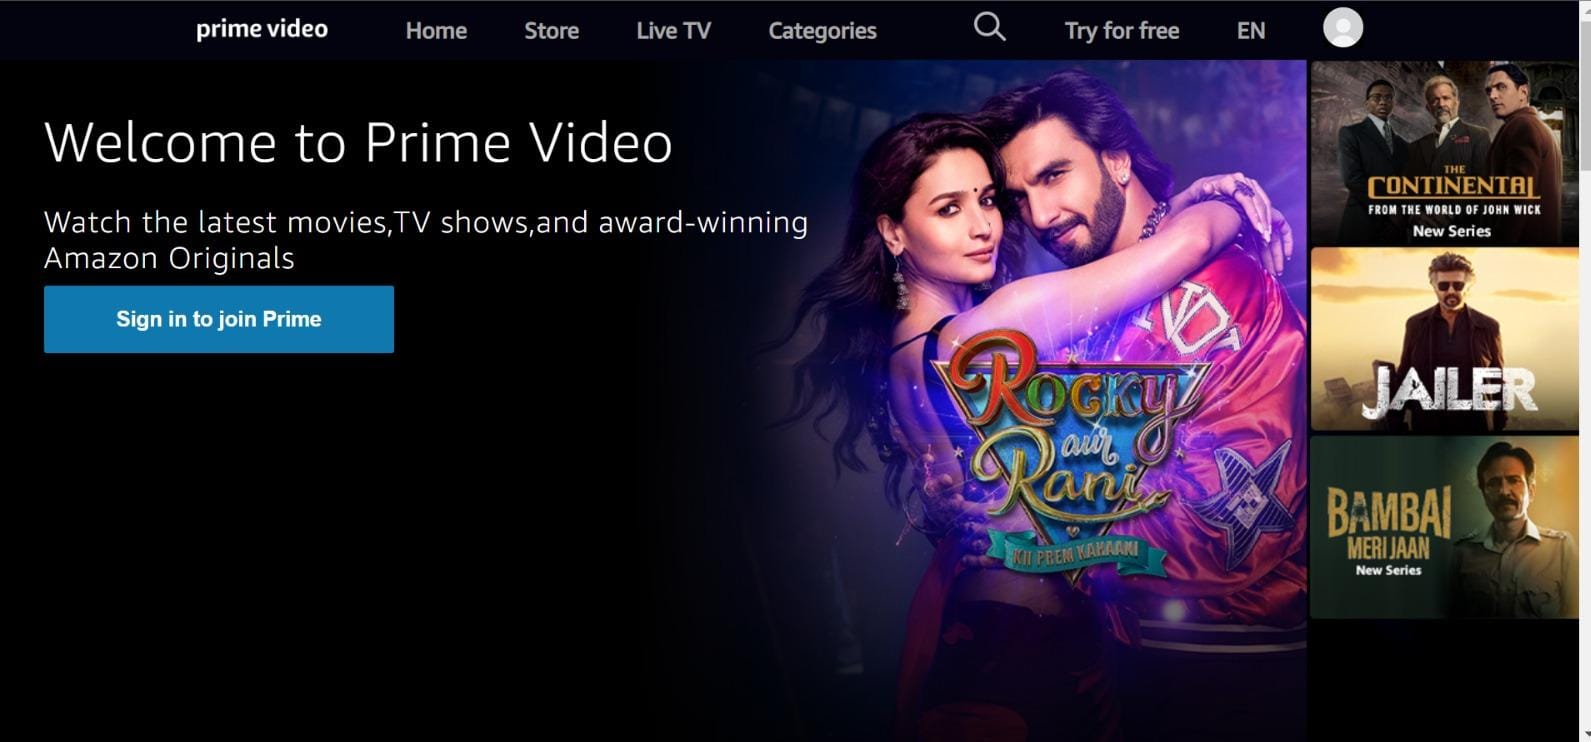 prime video
Home
Store
Live TV
Categories
Try for free
EN
Welcome to Prime Video
Watch the latest movies,TV shows,and award-winning
Amazon Originals
Sign in to join Prime
Rocky
aur
Rani
KII PREM KAHAANI
THE
CONTINENTAL
FROM THE WORLD OF JOHN WICK
New Series
JAILER
BAMBAI
MERI JAAN
New Series